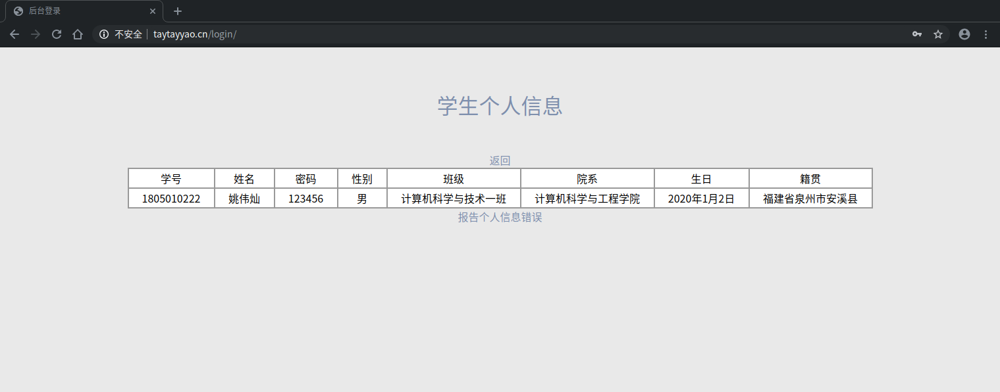 后台登录
不安全 taytayyao.cn/login/
学生个人信息
返回
学号 姓名 密码 性别 班级 院系 生日 籍贯
1805010222 姚伟灿 123456 男 计算机科学与技术一班 计算机科学与工程学院 2020年1月2日 福建省泉州市安溪县
报告个人信息错误